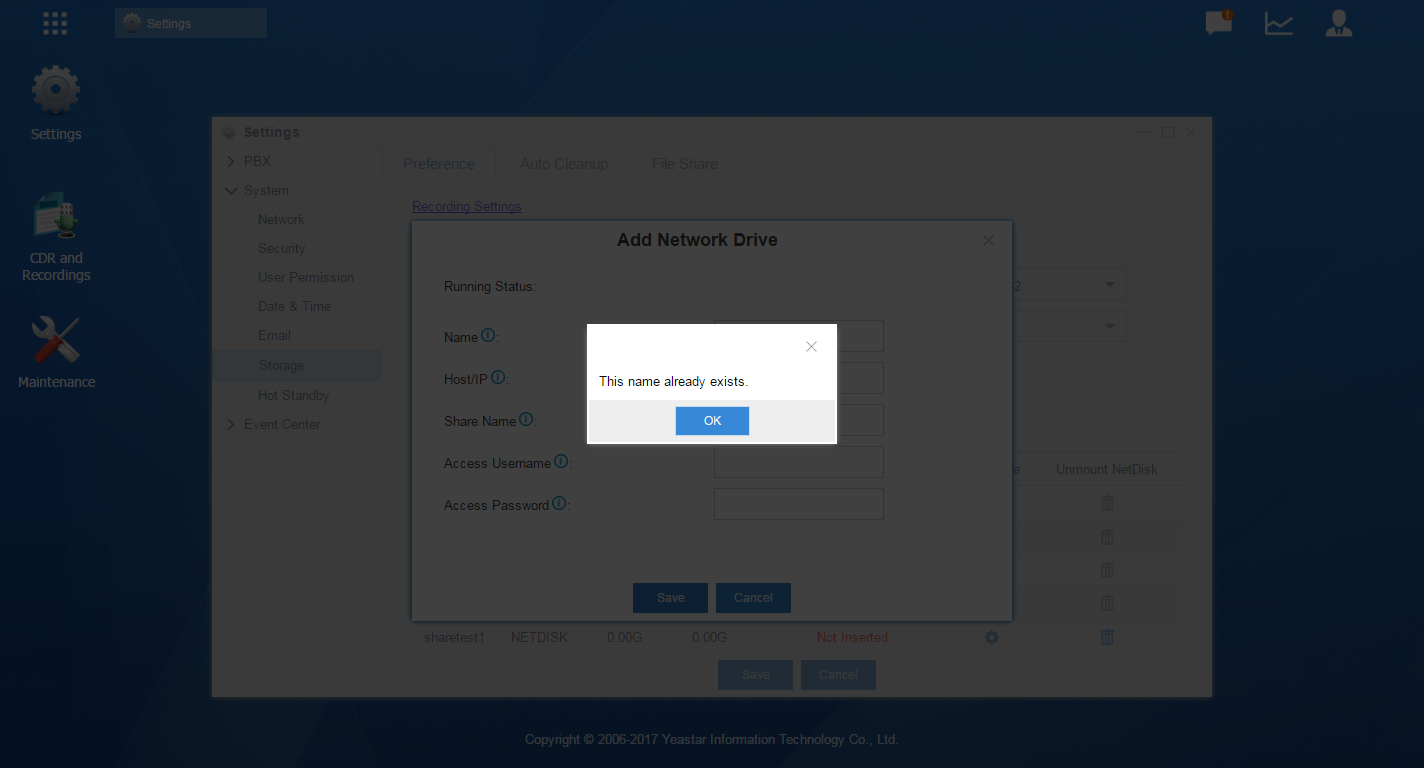 Settings
Settings
CDR and
Recordings
Maintenance
Settings
PBX
System
Network
Security
User Permission
Date & Time
Email
Storage
Hot Standby
Event Center
Preference Auto Cleanup File Share
Recording Settings
Add Network Drive
Running Status:
Name :
Host/IP :
Share Name :
Access Username :
Access Password :
Save Cancel
This name already exists.
OK
2
e Unmount NetDisk
sharetest1 NETDISK 0.00G 0.00G Not Inserted
Save Cancel
Copyright © 2006-2017 Yeastar Information Technology Co., Ltd.